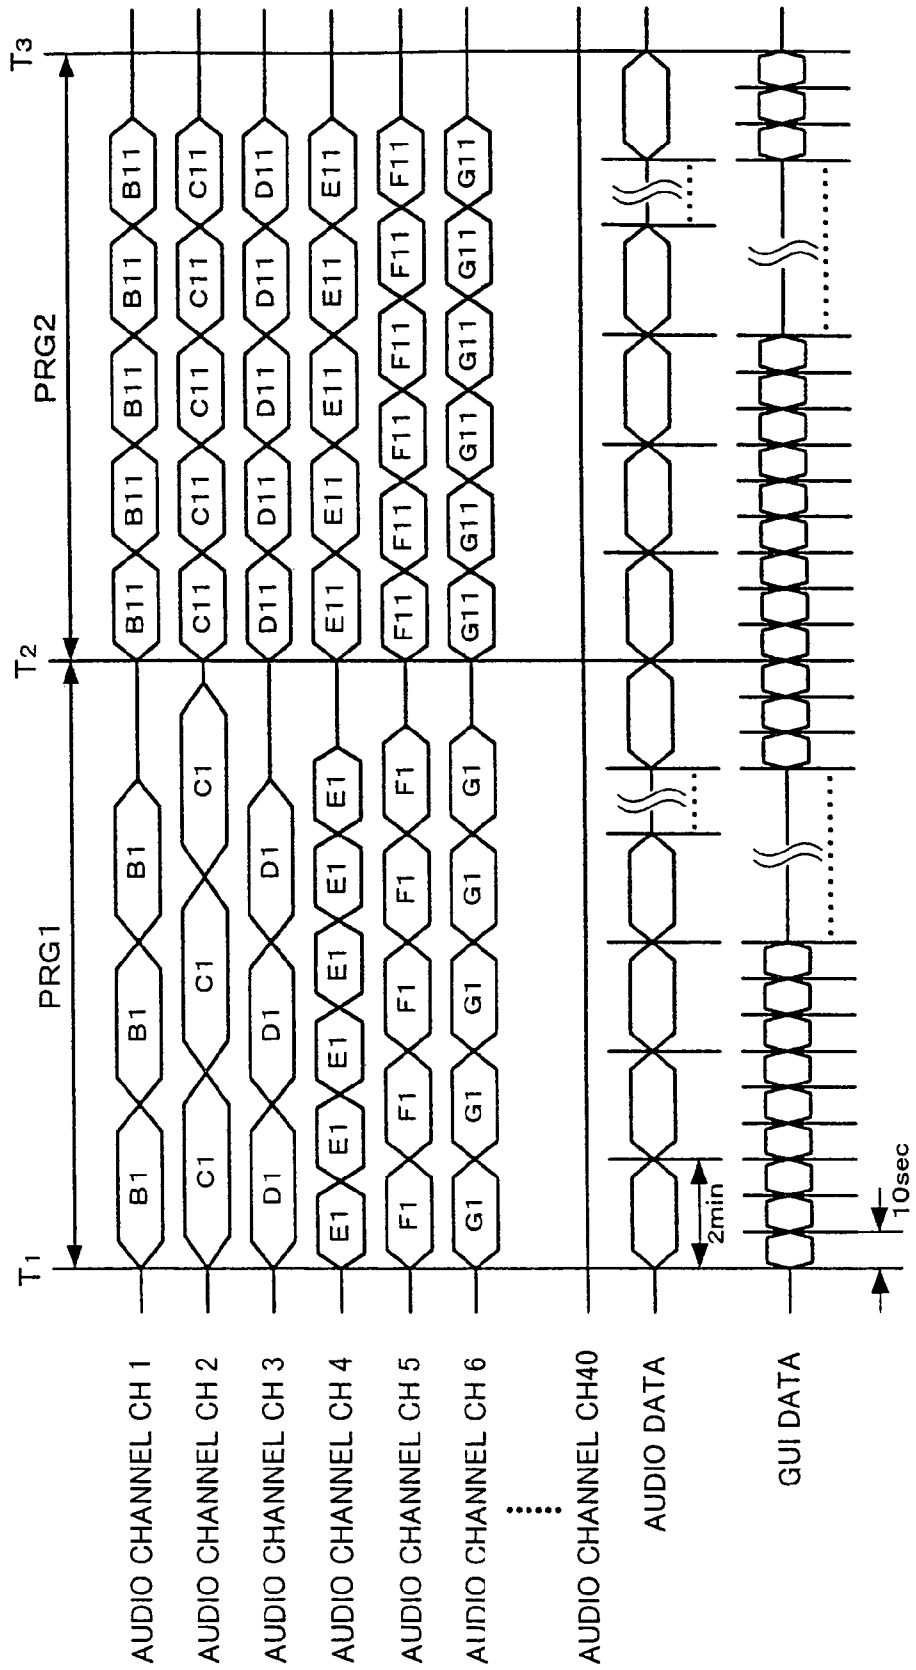 T1 PRG1 T2 PRG2 T3
AUDIO CHANNEL CH 1 B1 B1 B1 B11 B11 B11 B11 B11
AUDIO CHANNEL CH 2 C1 C1 C1 C11 C11 C11 C11 C11
AUDIO CHANNEL CH 3 D1 D1 D1 D11 D11 D11 D11 D11
AUDIO CHANNEL CH 4 E1 E1 E1 E1 E1 E1 E11 E11 E11 E11 E11
AUDIO CHANNEL CH 5 F1 F1 F1 F1 F1 F11 F11 F11 F11 F11 F11
AUDIO CHANNEL CH 6 G1 G1 G1 G1 G1 G11 G11 G11 G11 G11 G11
AUDIO CHANNEL CH40
AUDIO DATA
2min
GUI DATA
10sec